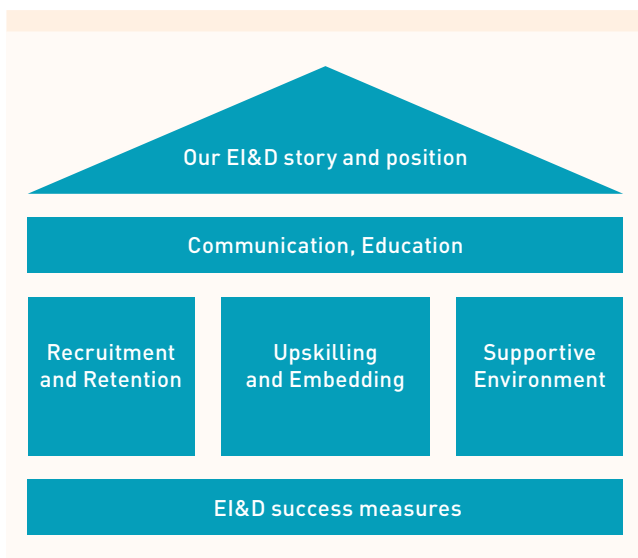 Our EI&D story and position
Communication, Education
Recruitment
and Retention
Upskilling
and Embedding
Supportive
Environment
EI&D success measures